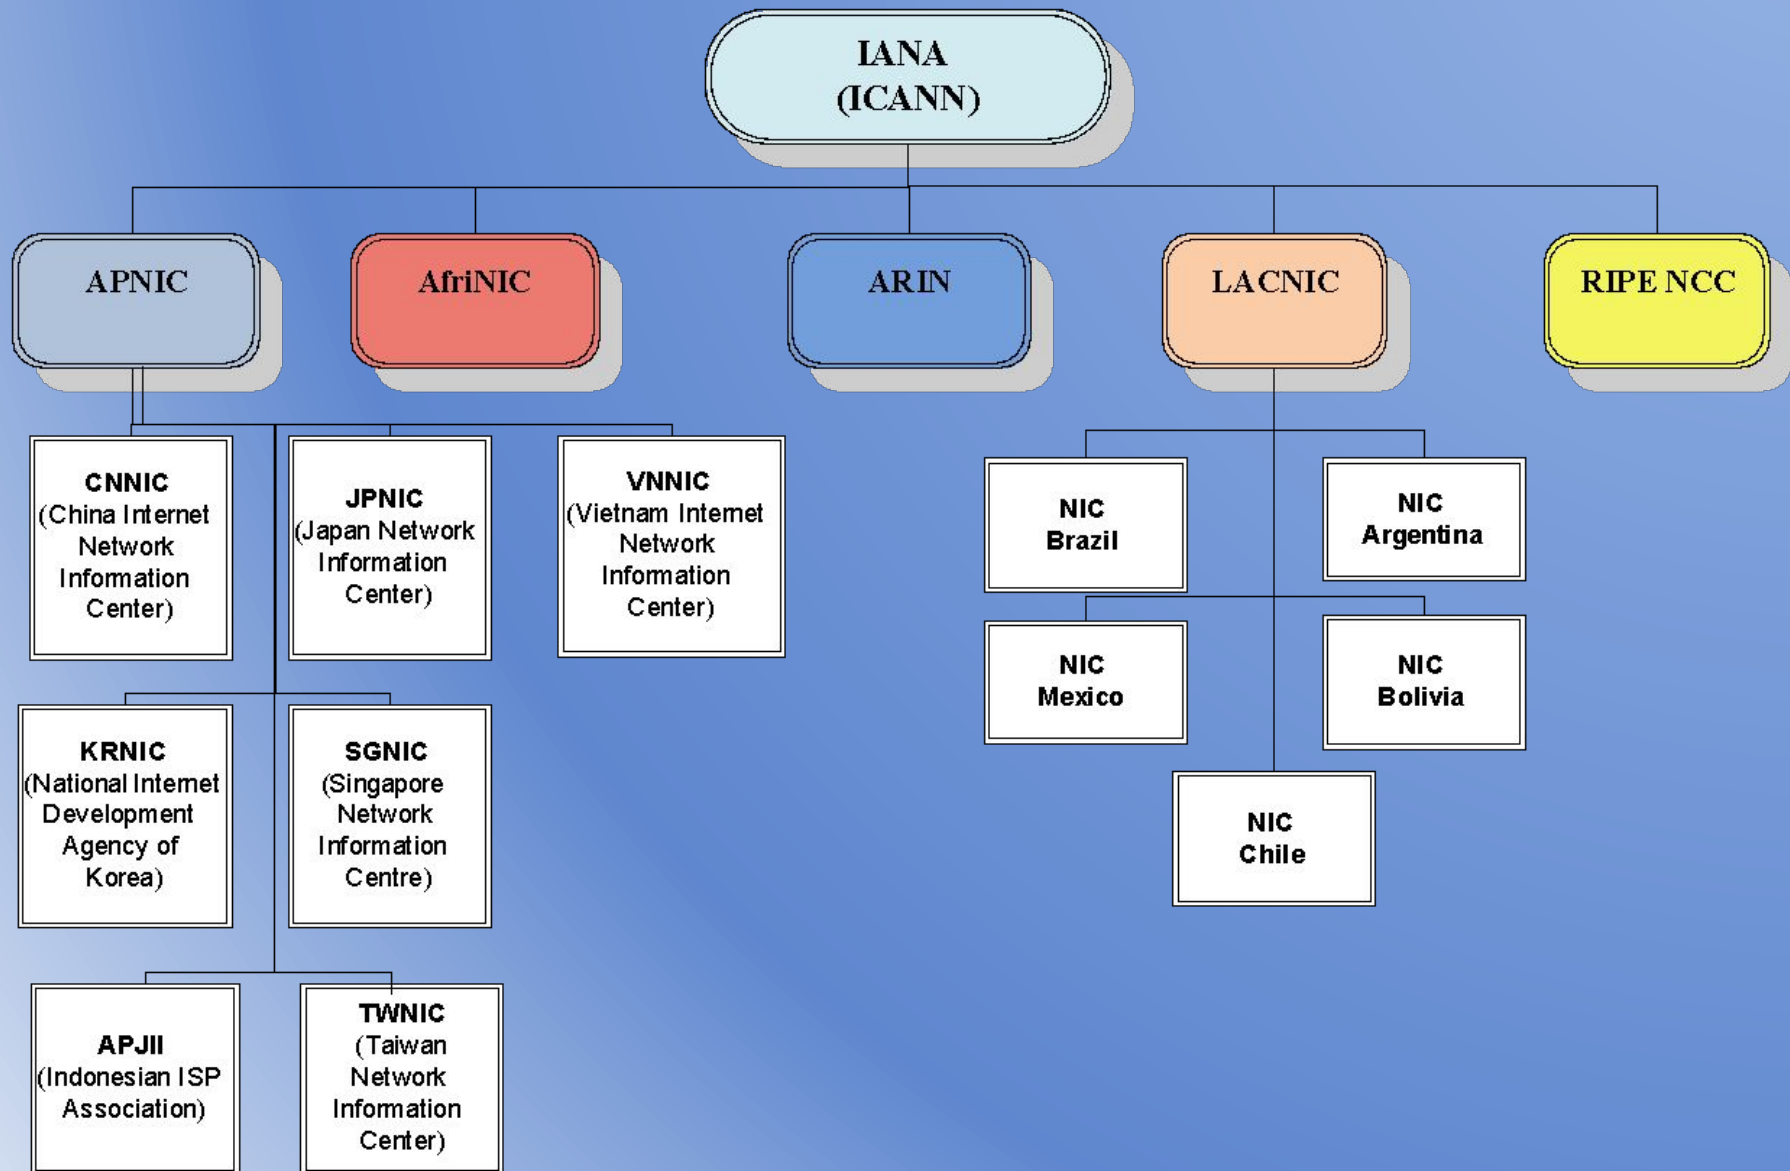 IANA
(ICANN)
APNIC
AfriNIC
ARIN
LACNIC
RIPE NCC
CNNIC
(China Internet
Network
Information
Center)
JPNIC
(Japan Network
Information
Center)
VNNIC
(Vietnam Internet
Network
Information
Center)
NIC
Brazil
NIC
Argentina
KRNIC
(National Internet
Development
Agency of
Korea)
SGNIC
(Singapore
Network
Information
Centre)
NIC
Mexico
NIC
Bolivia
NIC
Chile
APJII
(Indonesian ISP
Association)
TWNIC
(Taiwan
Network
Information
Center)